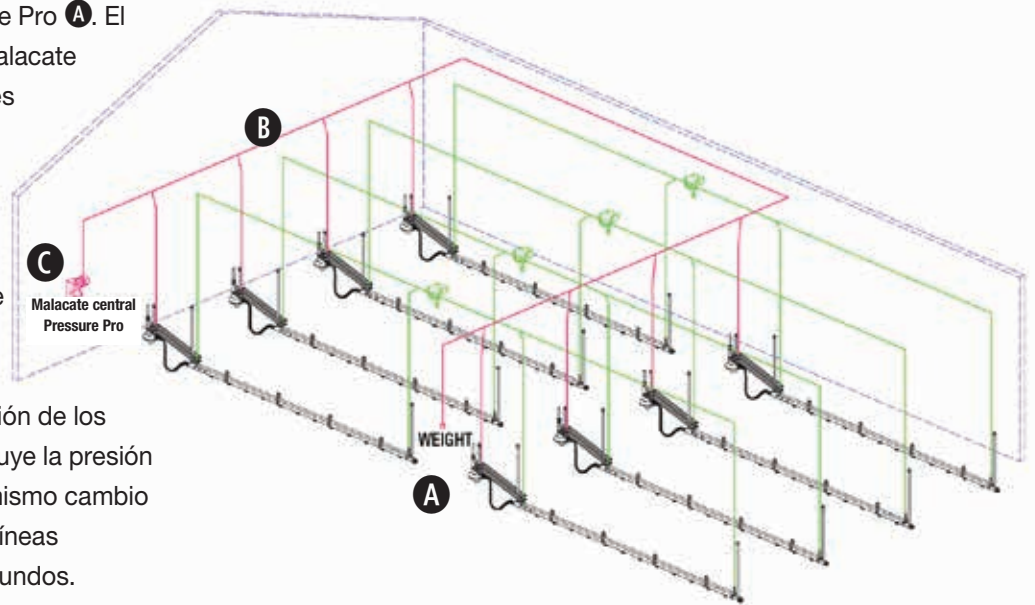 e Pro A. El
alacate
es
B
C
e
Malacate central
Pressure Pro
ión de los
uye la presión
WEIGHT
A
nismo cambio
íneas
undos.